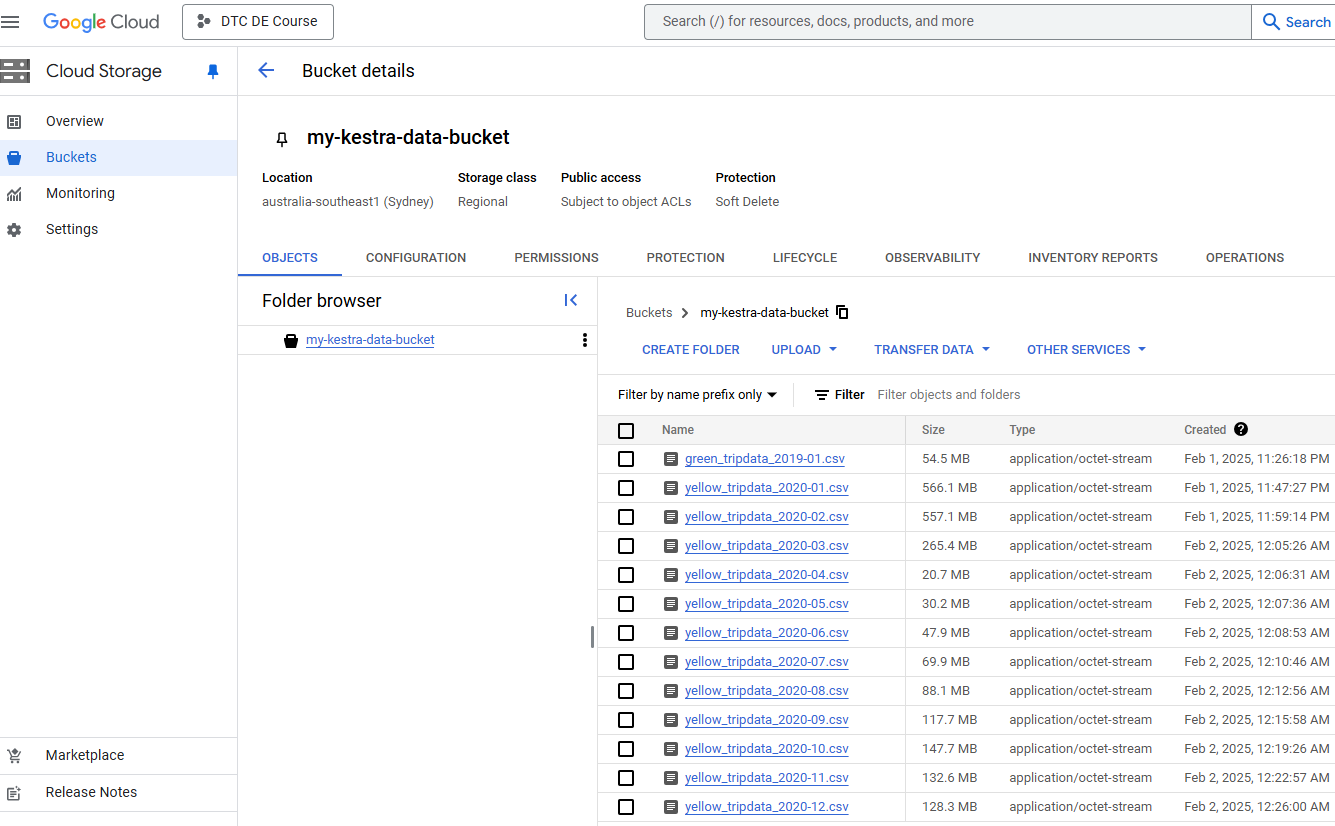 Google Cloud DTC DE Course Search (/) for resources, docs, products, and more Search
Cloud Storage
Bucket details
Overview
Buckets
Monitoring
Settings
Marketplace
Release Notes
my-kestra-data-bucket
Location Storage class Public access Protection
australia-southeast1 (Sydney) Regional Subject to object ACLs Soft Delete
OBJECTS CONFIGURATION PERMISSIONS PROTECTION LIFECYCLE OBSERVABILITY INVENTORY REPORTS OPERATIONS
Folder browser
my-kestra-data-bucket
Buckets my-kestra-data-bucket
CREATE FOLDER UPLOAD TRANSFER DATA OTHER SERVICES
Filter by name prefix only Filter Filter objects and folders
Name Size Type Created
green_tripdata_2019-01.csv 54.5 MB application/octet-stream Feb 1, 2025, 11:26:18 PM
yellow_tripdata_2020-01.csv 566.1 MB application/octet-stream Feb 1, 2025, 11:47:27 PM
yellow_tripdata_2020-02.csv 557.1 MB application/octet-stream Feb 1, 2025, 11:59:14 PM
yellow_tripdata_2020-03.csv 265.4 MB application/octet-stream Feb 2, 2025, 12:05:26 AM
yellow_tripdata_2020-04.csv 20.7 MB application/octet-stream Feb 2, 2025, 12:06:31 AM
yellow_tripdata_2020-05.csv 30.2 MB application/octet-stream Feb 2, 2025, 12:07:36 AM
yellow_tripdata_2020-06.csv 47.9 MB application/octet-stream Feb 2, 2025, 12:08:53 AM
yellow_tripdata_2020-07.csv 69.9 MB application/octet-stream Feb 2, 2025, 12:10:46 AM
yellow_tripdata_2020-08.csv 88.1 MB application/octet-stream Feb 2, 2025, 12:12:56 AM
yellow_tripdata_2020-09.csv 117.7 MB application/octet-stream Feb 2, 2025, 12:15:58 AM
yellow_tripdata_2020-10.csv 147.7 MB application/octet-stream Feb 2, 2025, 12:19:26 AM
yellow_tripdata_2020-11.csv 132.6 MB application/octet-stream Feb 2, 2025, 12:22:57 AM
yellow_tripdata_2020-12.csv 128.3 MB application/octet-stream Feb 2, 2025, 12:26:00 AM